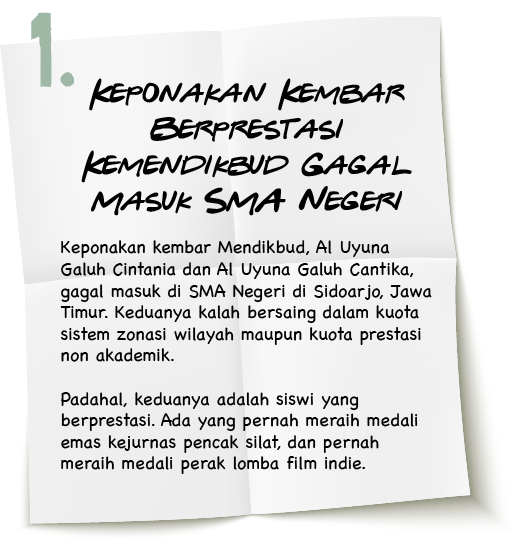 1.
KEPONAKAN KEMBAR
BERPRESTASI
KEMENDIKBUD GAGAL
MASUK SMA NEGERI
Keponakan kembar Mendikbud, Al Uyuna
Galuh Cintania dan Al Uyuna Galuh Cantika,
gagal masuk di SMA Negeri di Sidoarjo, Jawa
Timur. Keduanya kalah bersaing dalam kuota
sistem zonasi wilayah maupun kuota prestasi
non akademik.
Padahal, keduanya adalah siswi yang
berprestasi. Ada yang pernah meraih medali
emas kejurnas pencak silat, dan pernah
meraih medali perak lomba film indie.